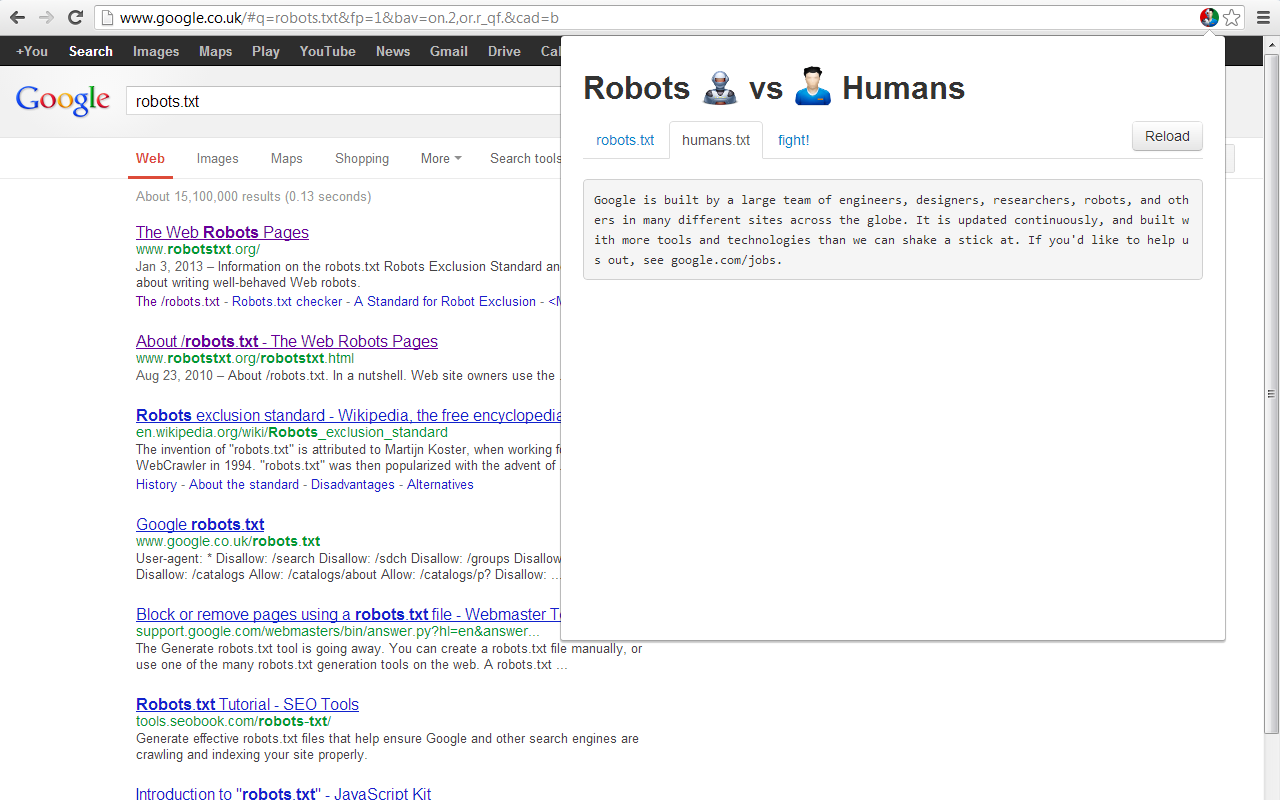 www.google.co.uk/#q=robots.txt&fp=1&bav=on.2,or.r_qf.&cad=b
+You Search Images Maps Play YouTube News Gmail Drive Cal
Google
robots.txt
Web Images Maps Shopping More Search tools
About 15,100,000 results (0.13 seconds)
The Web Robots Pages
www.robotstxt.org/
Jan 3, 2013 – Information on the robots.txt Robots Exclusion Standard and
about writing well-behaved Web robots.
The /robots.txt - Robots.txt checker - A Standard for Robot Exclusion - <M
About /robots.txt - The Web Robots Pages
www.robotstxt.org/robotstxt.html
Aug 23, 2010 – About /robots.txt. In a nutshell. Web site owners use the
Robots exclusion standard - Wikipedia, the free encyclopedia
en.wikipedia.org/wiki/Robots_exclusion_standard
The invention of "robots.txt" is attributed to Martijn Koster, when working f
WebCrawler in 1994. "robots.txt" was then popularized with the advent of
History - About the standard - Disadvantages - Alternatives
Google robots.txt
www.google.co.uk/robots.txt
User-agent: * Disallow: /search Disallow: /sdch Disallow: /groups Disallow
Disallow: /catalogs Allow: /catalogs/about Allow: /catalogs/p? Disallow: ...
Block or remove pages using a robots.txt file - Webmaster T
support.google.com/webmasters/bin/answer.py?hl=en&answer...
The Generate robots.txt tool is going away. You can create a robots.txt file manually, or
use one of the many robots.txt generation tools on the web. A robots.txt ...
Robots.txt Tutorial - SEO Tools
tools.seobook.com/robots-txt/
Generate effective robots.txt files that help ensure Google and other search engines are
crawling and indexing your site properly.
Introduction to "robots.txt" - JavaScript Kit
Robots vs Humans
robots.txt humans.txt fight! Reload
Google is built by a large team of engineers, designers, researchers, robots, and oth
ers in many different sites across the globe. It is updated continuously, and built w
ith more tools and technologies than we can shake a stick at. If you'd like to help u
s out, see google.com/jobs.